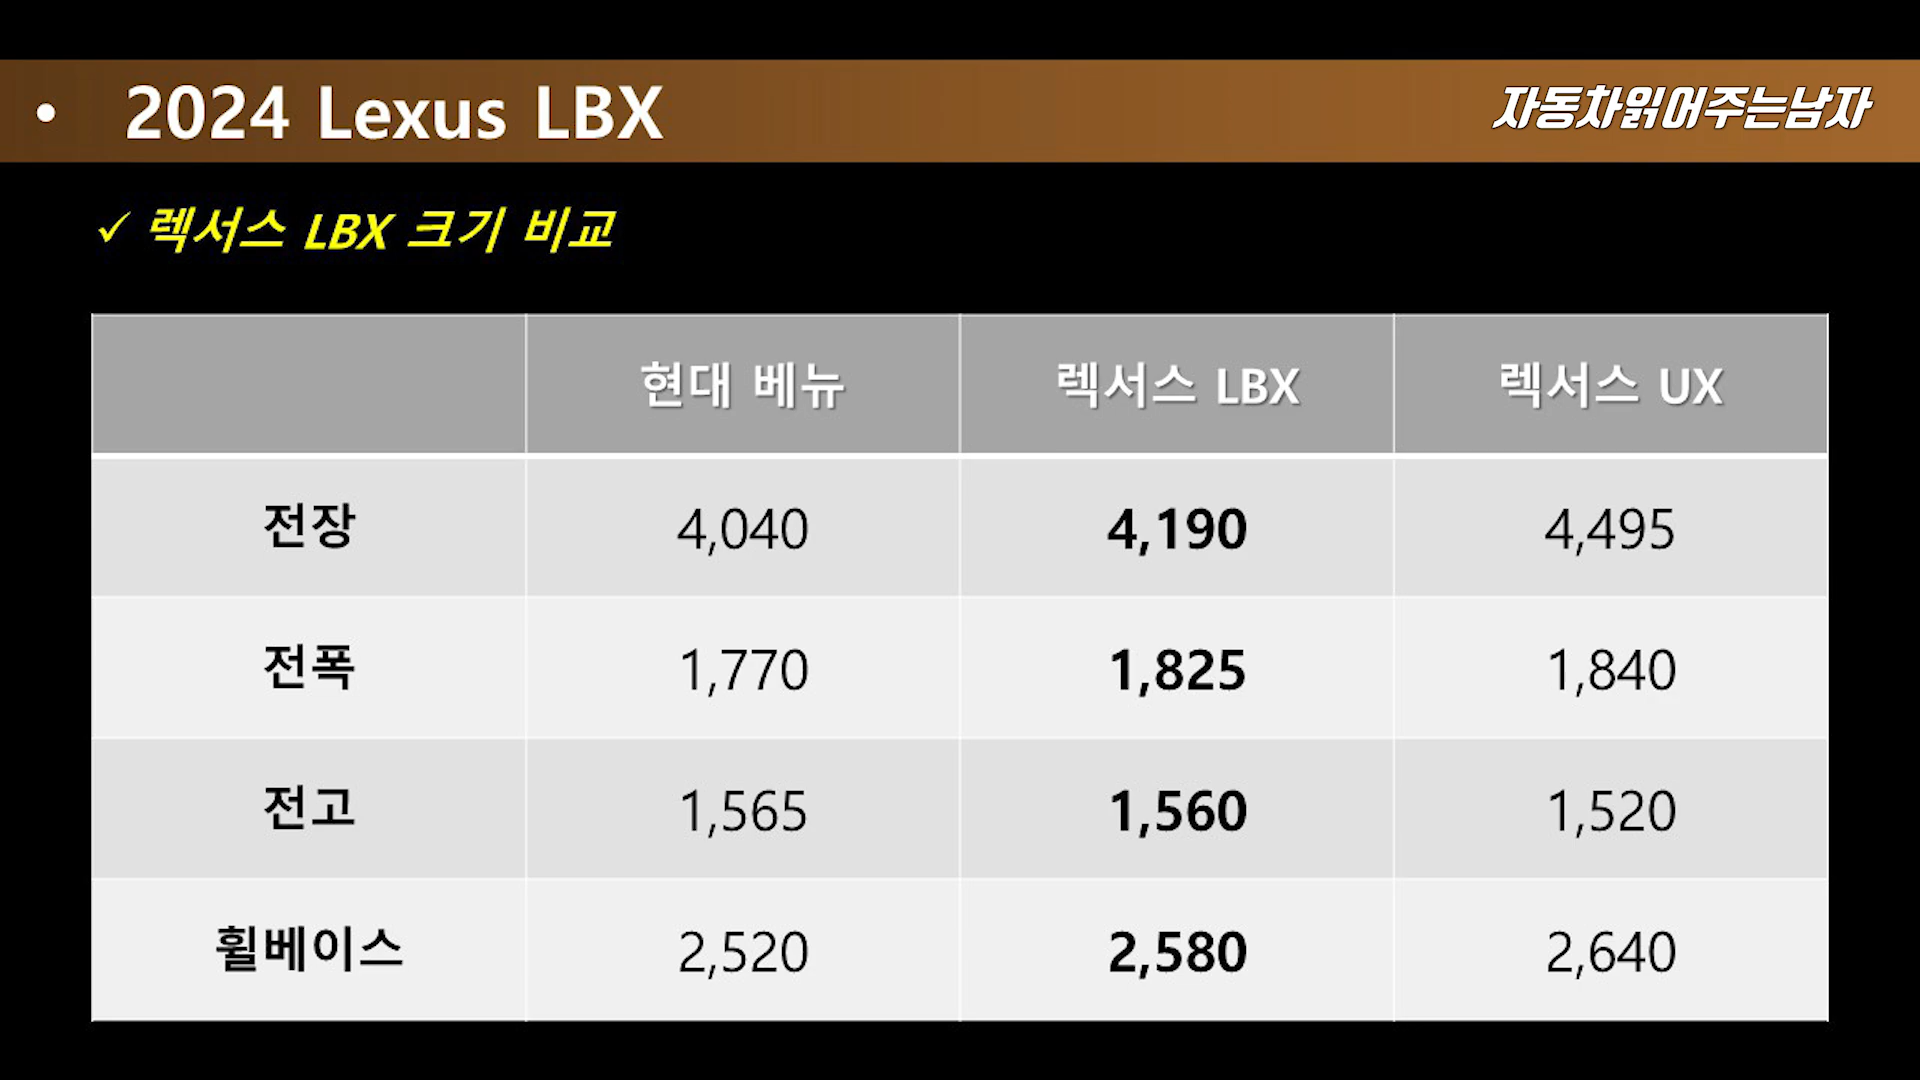 • 2024 Lexus LBX
자동차읽어주는남자
✓ 렉서스 LBX 크기 비교
현대 베뉴 렉서스 LBX 렉서스 UX
전장 4,040 4,190 4,495
전폭 1,770 1,825 1,840
전고 1,565 1,560 1,520
휠베이스 2,520 2,580 2,640